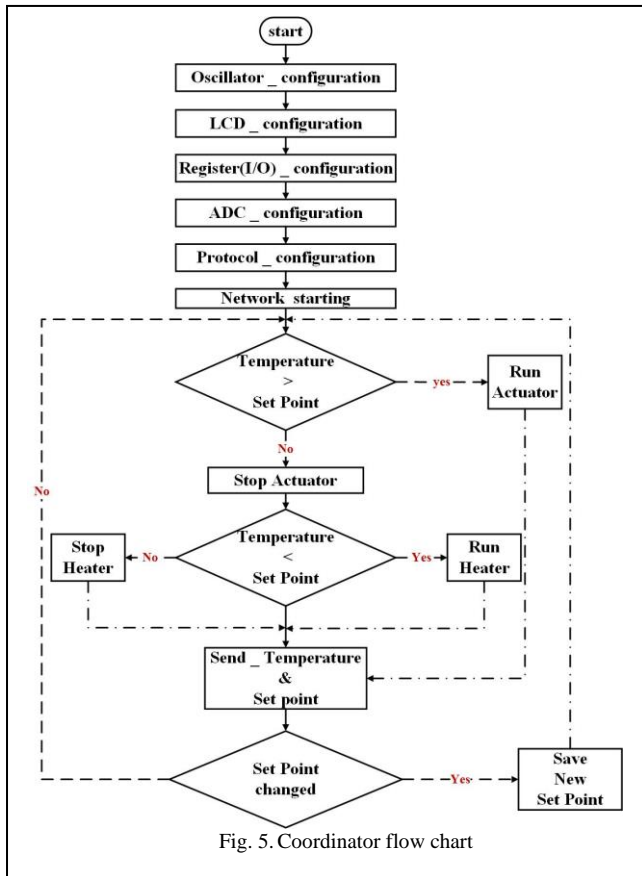 start
Oscillator _ configuration
LCD _ configuration
Register(I/O) _ configuration
ADC _ configuration
Protocol _ configuration
Network starting
Temperature
>
Set Point
yes
Run
Actuator
No
Stop Actuator
No
Temperature
<
Set Point
No
Stop
Heater
Yes
Run
Heater
Send _ Temperature
&
Set point
Set Point
changed
Yes
Save
New
Set Point
Fig. 5. Coordinator flow chart